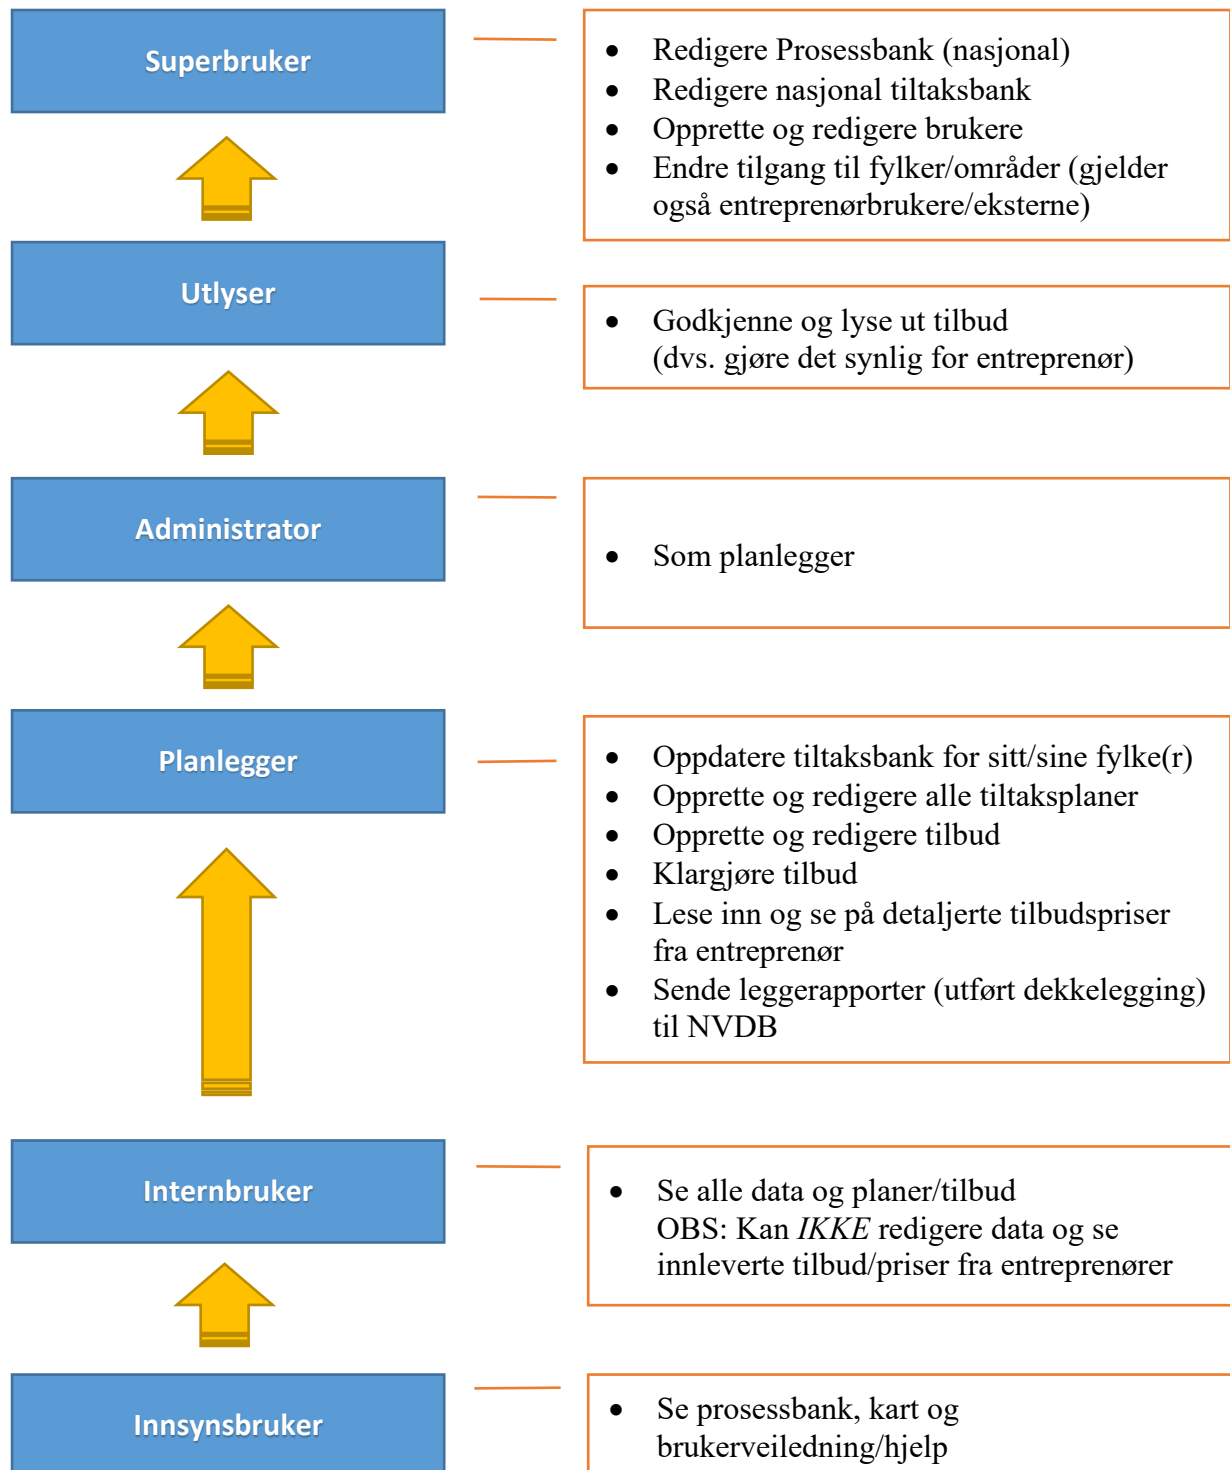 Superbruker
• Redigere Prosessbank (nasjonal)
• Redigere nasjonal tiltaksbank
• Opprette og redigere brukere
• Endre tilgang til fylker/områder (gjelder
også entreprenørbrukere/eksterne)
Utlyser
• Godkjenne og lyse ut tilbud
(dvs. gjøre det synlig for entreprenør)
Administrator
• Som planlegger
Planlegger
• Oppdatere tiltaksbank for sitt/sine fylke(r)
• Opprette og redigere alle tiltaksplaner
• Opprette og redigere tilbud
• Klargjøre tilbud
• Lese inn og se på detaljerte tilbudspriser
fra entreprenør
• Sende leggerapporter (utført dekkelegging)
til NVDB
Internbruker
• Se alle data og planer/tilbud
OBS: Kan IKKE redigere data og se
innleverte tilbud/priser fra entreprenører
Innsynsbruker
• Se prosessbank, kart og
brukerveiledning/hjelp